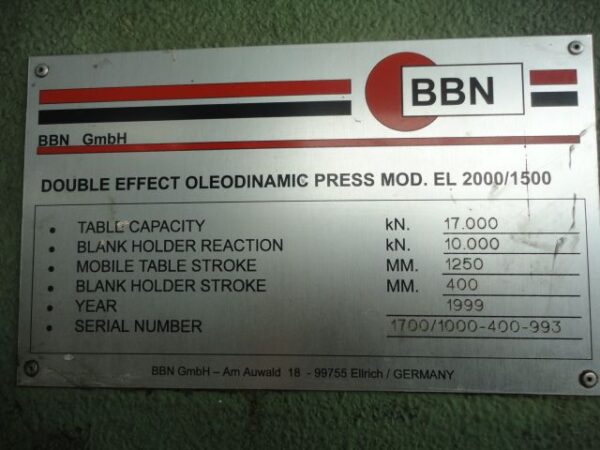 BBN
BBN GmbH
DOUBLE EFFECT OLEODINAMIC PRESS MOD. EL 2000/1500
• TABLE CAPACITY kN. 17.000
• BLANK HOLDER REACTION kN. 10.000
• MOBILE TABLE STROKE MM. 1250
• BLANK HOLDER STROKE MM. 400
• YEAR 1999
• SERIAL NUMBER 1700/1000-400-993
BBN GmbH – Am Auwald 18 - 99755 Ellrich / GERMANY